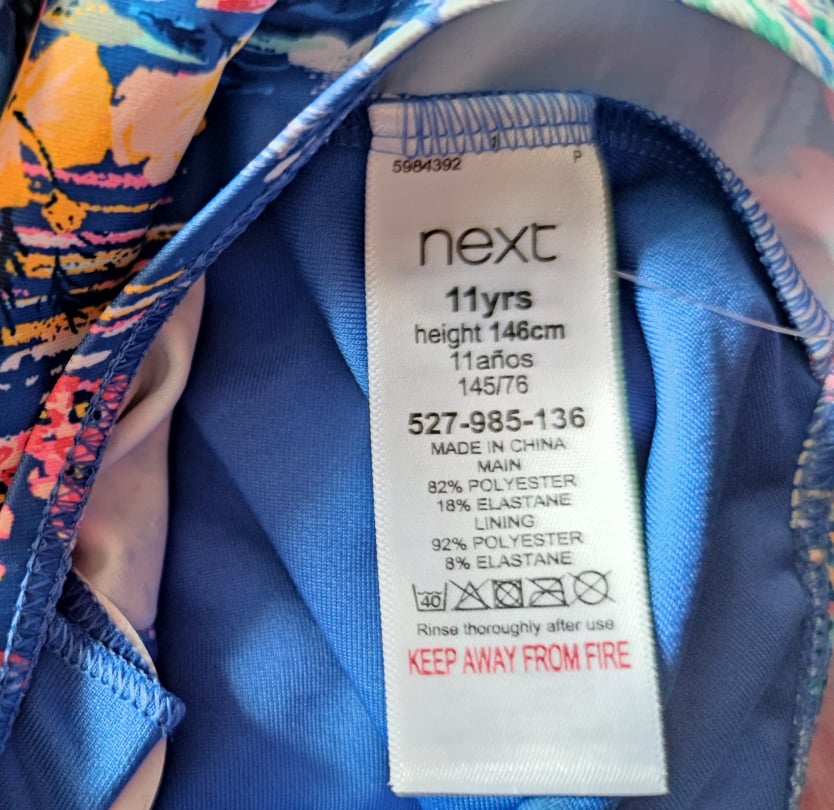 5984392 P
next
11yrs
height 146cm
11años
145/76
527-985-136
MADE IN CHINA
MAIN
82% POLYESTER
18% ELASTANE
LINING
92% POLYESTER
8% ELASTANE
40
Rinse thoroughly after use
KEEP AWAY FROM FIRE